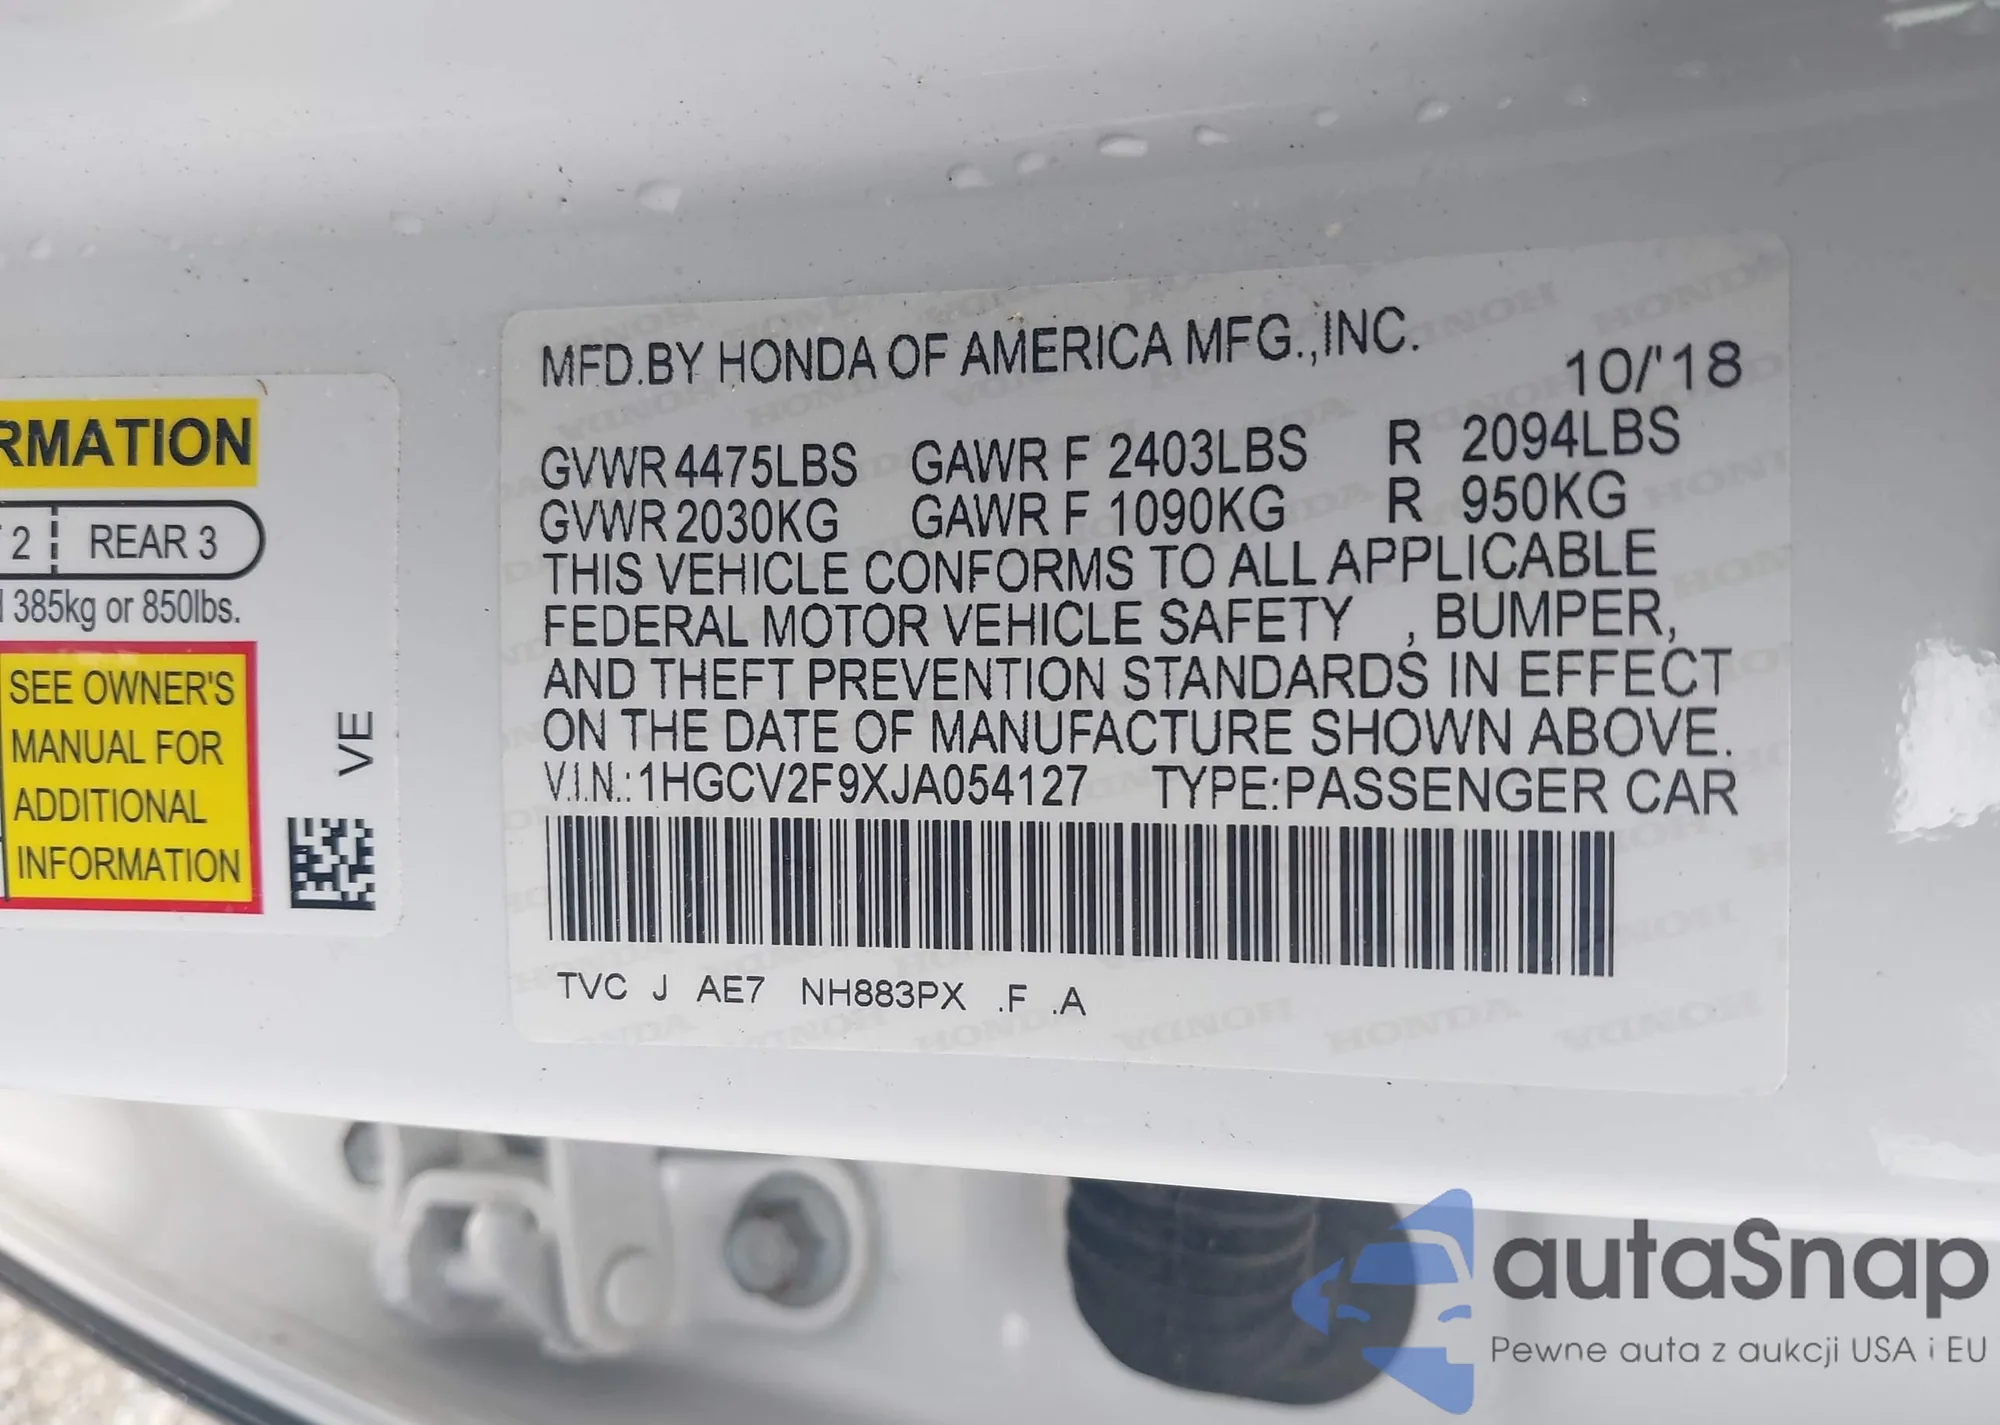 RMATION
2 REAR 3
385kg or 850lbs.
SEE OWNER'S
MANUAL FOR
ADDITIONAL
INFORMATION
VE
MFD.BY HONDA OF AMERICA MFG.,INC.
10/'18
GVWR 4475LBS GAWR F 2403LBS R 2094LBS
GVWR 2030KG GAWR F 1090KG R 950KG
THIS VEHICLE CONFORMS TO ALL APPLICABLE
FEDERAL MOTOR VEHICLE SAFETY , BUMPER,
AND THEFT PREVENTION STANDARDS IN EFFECT
ON THE DATE OF MANUFACTURE SHOWN ABOVE.
V.I.N.:1HGCV2F9XJA054127 TYPE:PASSENGER CAR
TVC J AE7 NH883PX .F .A
autaSnap
Pewne auta z aukcji USA i EU